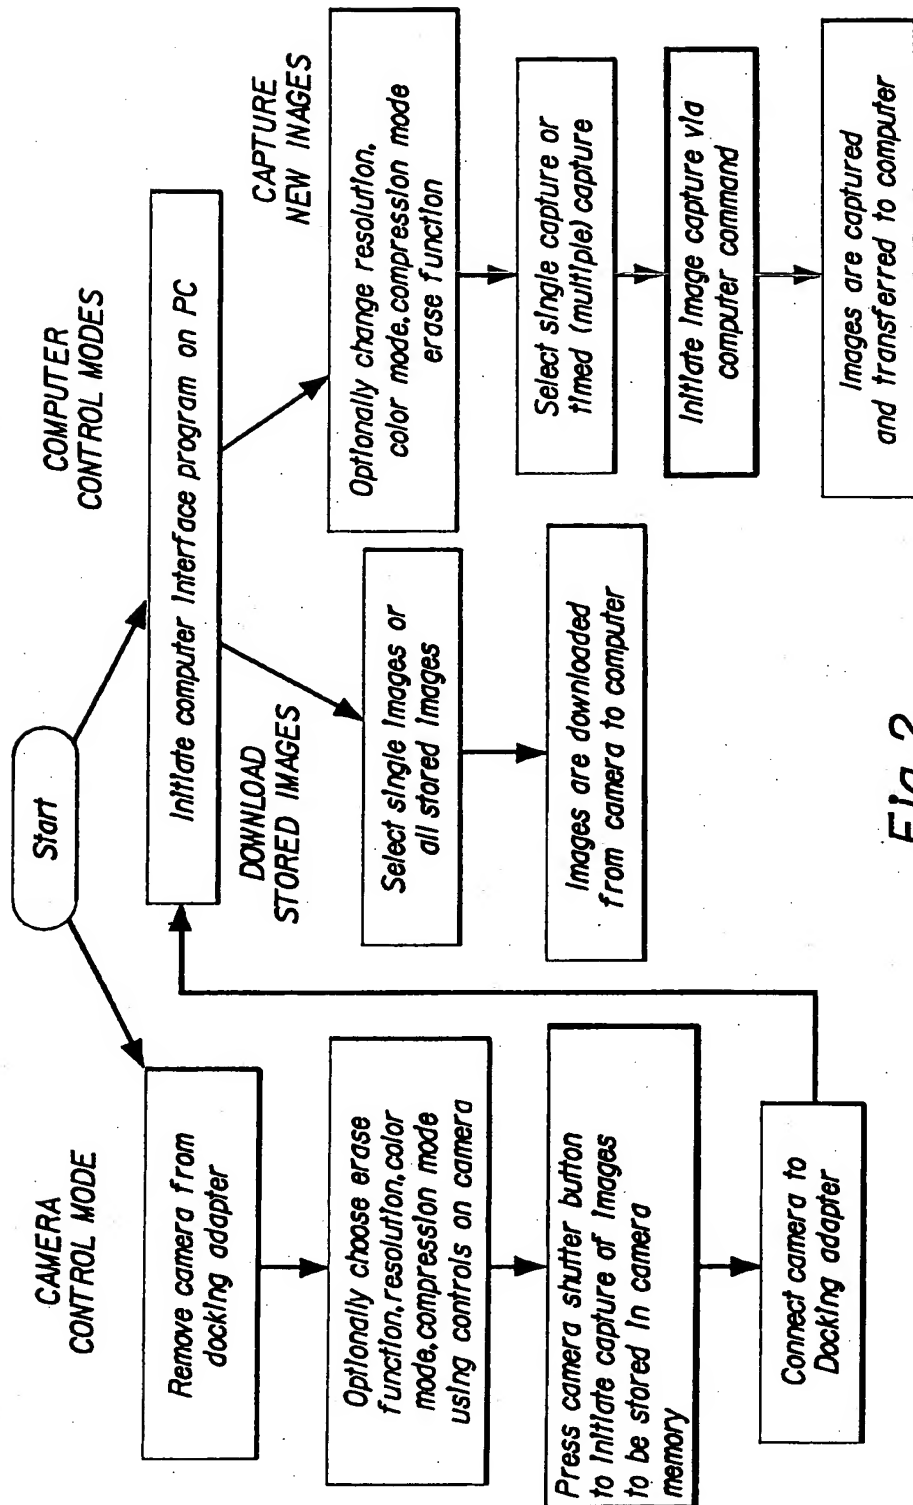 Start
CAMERA
CONTROL MODE
Remove camera from
docking adapter
Optionally choose erase
function,resolution,color
mode,compression mode
using controls on camera
Press camera shutter button
to initiate capture of images
to be stored in camera
memory
Connect camera to
Docking adapter
COMPUTER
CONTROL MODES
Initiate computer interface program on PC
DOWNLOAD
STORED IMAGES
Select single images or
all stored images
Images are downloaded
from camera to computer
CAPTURE
NEW INAGES
Optionally change resolution,
color mode,compression mode
erase function
Select single capture or
timed (multiple) capture
Initiate image capture via
computer command
Images are captured
and transferred to computer
Fig.2